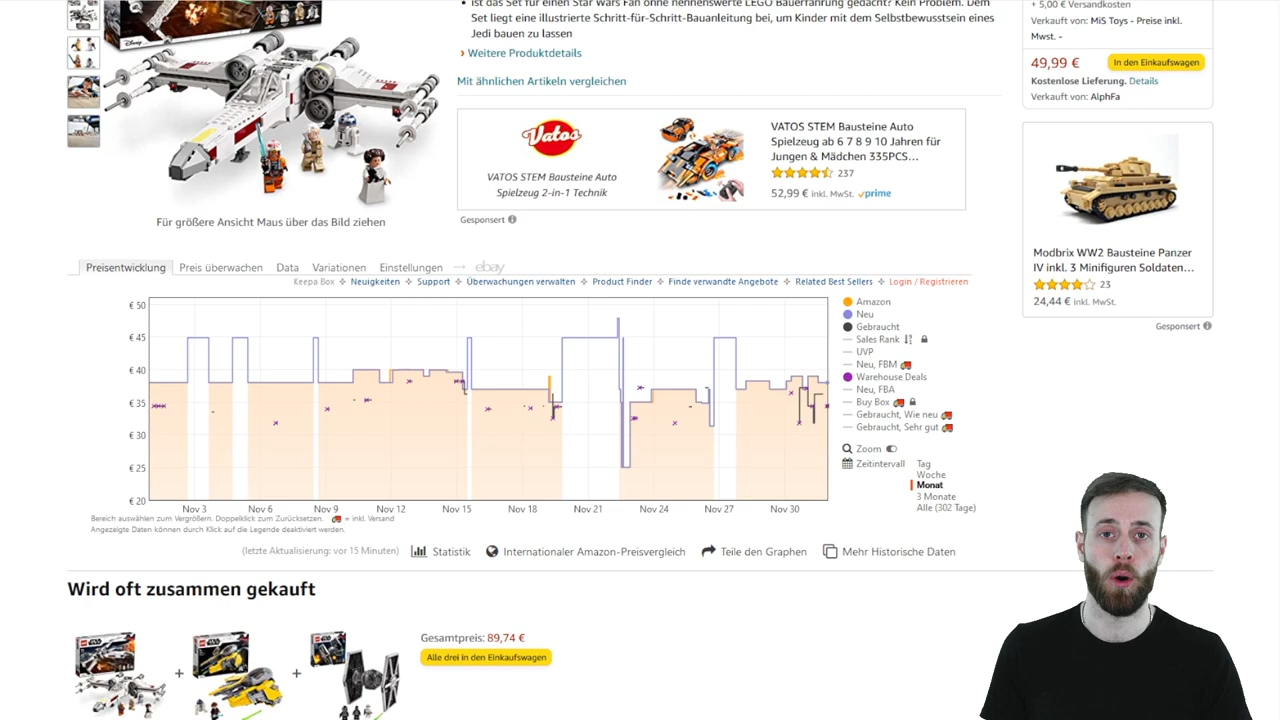 ist das Set für einen Star Wars Fan ohne nennenswerte LEGO Bauerfahrung gedacht? Kein Problem. Dem
Set liegt eine illustrierte Schritt-für-Schritt-Bauanleitung bei, um Kinder mit dem Selbstbewusstsein eines
Jedi bauen zu lassen
› Weitere Produktdetails
Mit ähnlichen Artikeln vergleichen
+ 5,00 € Versandkosten
Verkauft von: MiS Toys - Preise inkl.
Mwst. -
49,99 €
In den Einkaufswagen
Kostenlose Lieferung. Details
Verkauft von: AlphFa
Vatos
VATOS STEM Bausteine Auto
Spielzeug 2-in-1 Technik
VATOS STEM Bausteine Auto
Spielzeug ab 6 7 8 9 10 Jahren für
Jungen & Mädchen 335PCS...
237
52,99 € inkl. MwSt. prime
Gesponsert
Für größere Ansicht Maus über das Bild ziehen
Modbrix WW2 Bausteine Panzer
IV inkl. 3 Minifiguren Soldaten...
23
24,44 € inkl. MwSt.
Gesponsert
Preisentwicklung Preis überwachen Data Variationen Einstellungen → ebay
Keepa Box Neuigkeiten Support Überwachungen verwalten Product Finder Finde verwandte Angebote Related Best Sellers Login / Registrieren
€ 50
€ 45
€ 40
€ 35
€ 30
€ 25
€ 20
Nov 3 Nov 6 Nov 9 Nov 12 Nov 15 Nov 18 Nov 21 Nov 24 Nov 27 Nov 30
Amazon
Neu
Gebraucht
Sales Rank
UVP
Neu, FBM
Warehouse Deals
Neu, FBA
Buy Box
Gebraucht, Wie neu
Gebraucht, Sehr gut
Zoom
Zeitintervall
Tag
Woche
Monat
3 Monate
Alle (302 Tage)
Bereich auswählen zum Vergrößern. Doppelklick zum Zurücksetzen. = inkl. Versand
Angezeigte Daten können durch Klick auf die Legende deaktiviert werden.
(letzte Aktualisierung: vor 15 Minuten) Statistik Internationaler Amazon-Preisvergleich Teile den Graphen Mehr Historische Daten
Wird oft zusammen gekauft
+ +
Gesamtpreis: 89,74 €
Alle drei in den Einkaufswagen